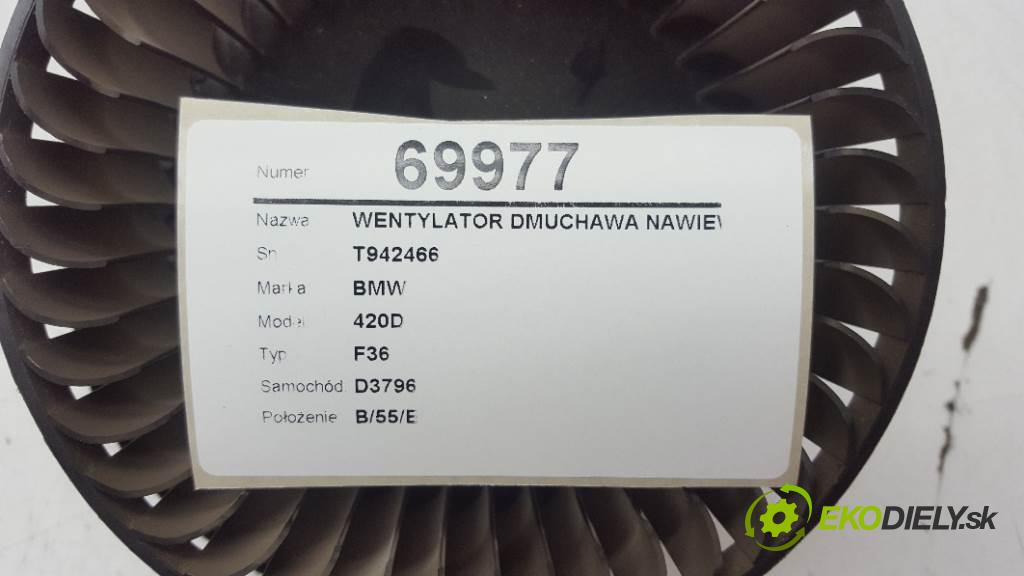 Numer 69977
Nazwa WENTYLATOR DMUCHAWA NAWIEW
Sn T942466
Marka BMW
Model 420D
Typ F36
Samochód D3796
Położenie B/55/E
EKODIELY.sk